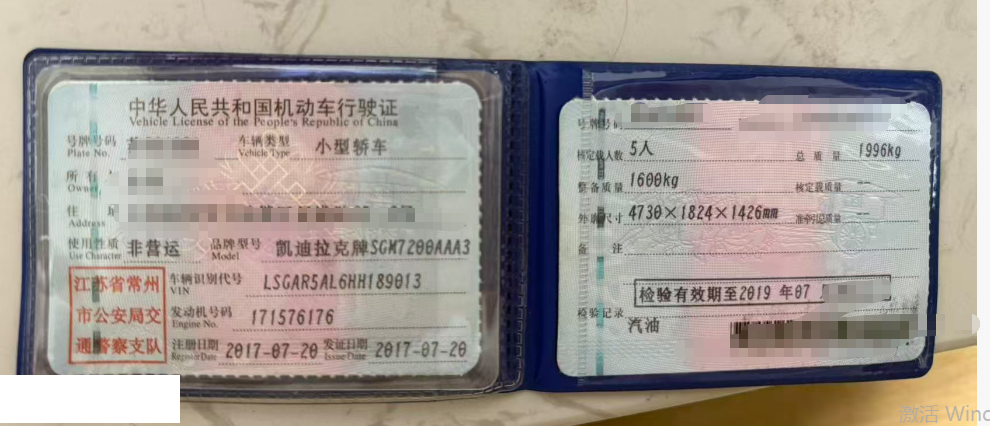 中华人民共和国机动车行驶证
Vehicle License of the People's Republic of China
号牌号码 车辆类型 小型轿车
Plate No. Vehicle Type
所有
Owner
住
Address
使用性质 非营运 品牌型号 凯迪拉克牌SGM7200AAA3
Use Character Model
江苏省常州 车辆识别代号 LSGAR5AL6HH189013
VIN
市公安局交 发动机号码 171576176
Engine No.
通警察支队 注册日期 2017-07-20 发证日期 2017-07-20
Register Date Issue Date
号牌号码
核定载人数 5人 总质量 1996kg
整备质量 1600kg 核定载质量 --
外廓尺寸 4730×1824×1426mm 准牵引总质量 --
备注
检验有效期至2019 年07
检验记录
汽油
激活 Wind